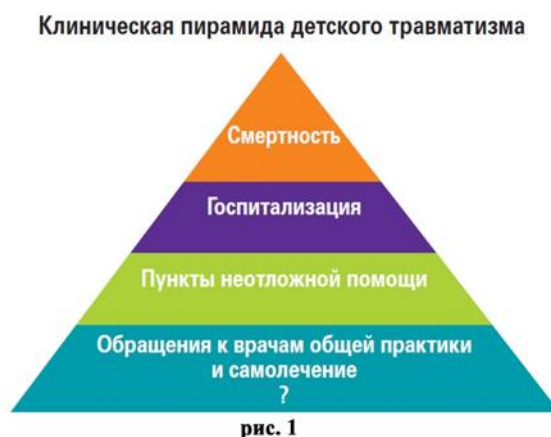 Клиническая пирамида детского травматизма
Смертность
Госпитализация
Пункты неотложной помощи
Обращения к врачам общей практики
и самолечение
?
рис. 1